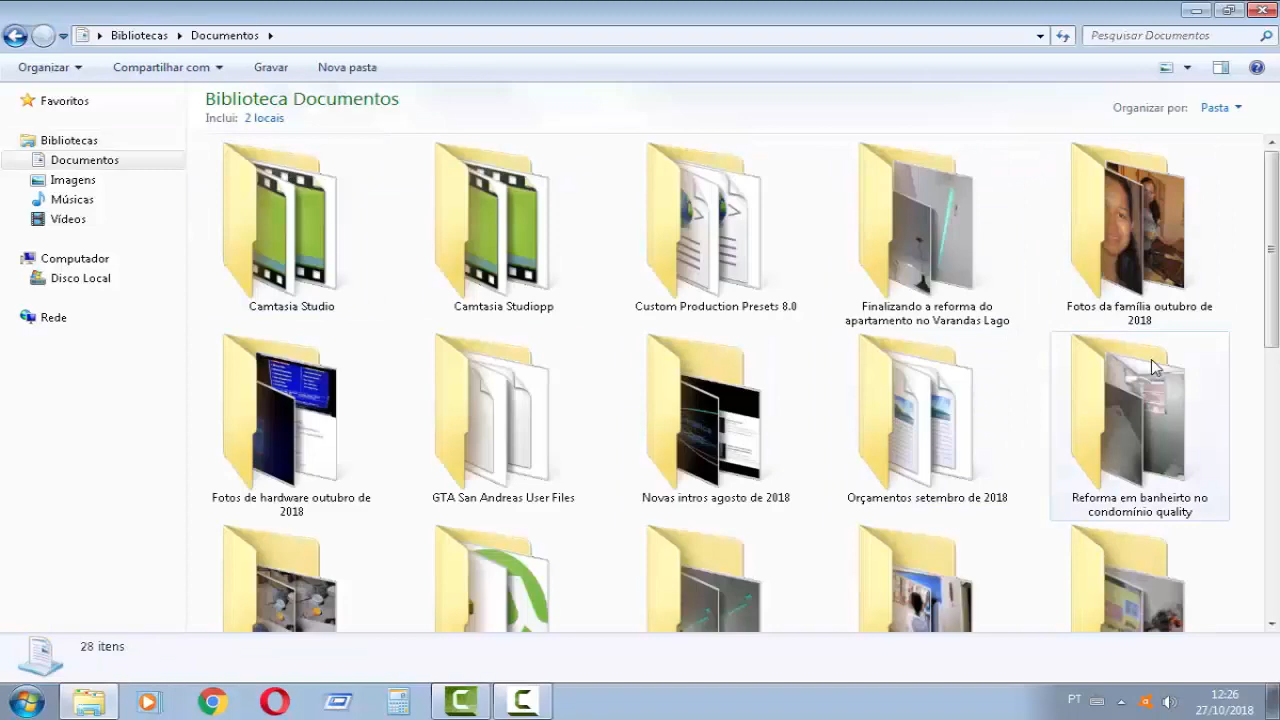 Bibliotecas
Documentos
Pesquisar Documentos
Organizar
Compartilhar com
Gravar
Nova pasta
Favoritos
Bibliotecas
Documentos
Imagens
Músicas
Vídeos
Computador
Disco Local
Rede
Biblioteca Documentos
Inclui: 2 locais
Organizar por: Pasta
Camtasia Studio
Camtasia Studiopp
Custom Production Presets 8.0
Finalizando a reforma do
apartamento no Varandas Lago
Fotos da família outubro de
2018
Fotos de hardware outubro de
2018
GTA San Andreas User Files
Novas intros agosto de 2018
Orçamentos setembro de 2018
Reforma em banheirto no
condomínio quality
28 itens
PT
12:26
27/10/2018